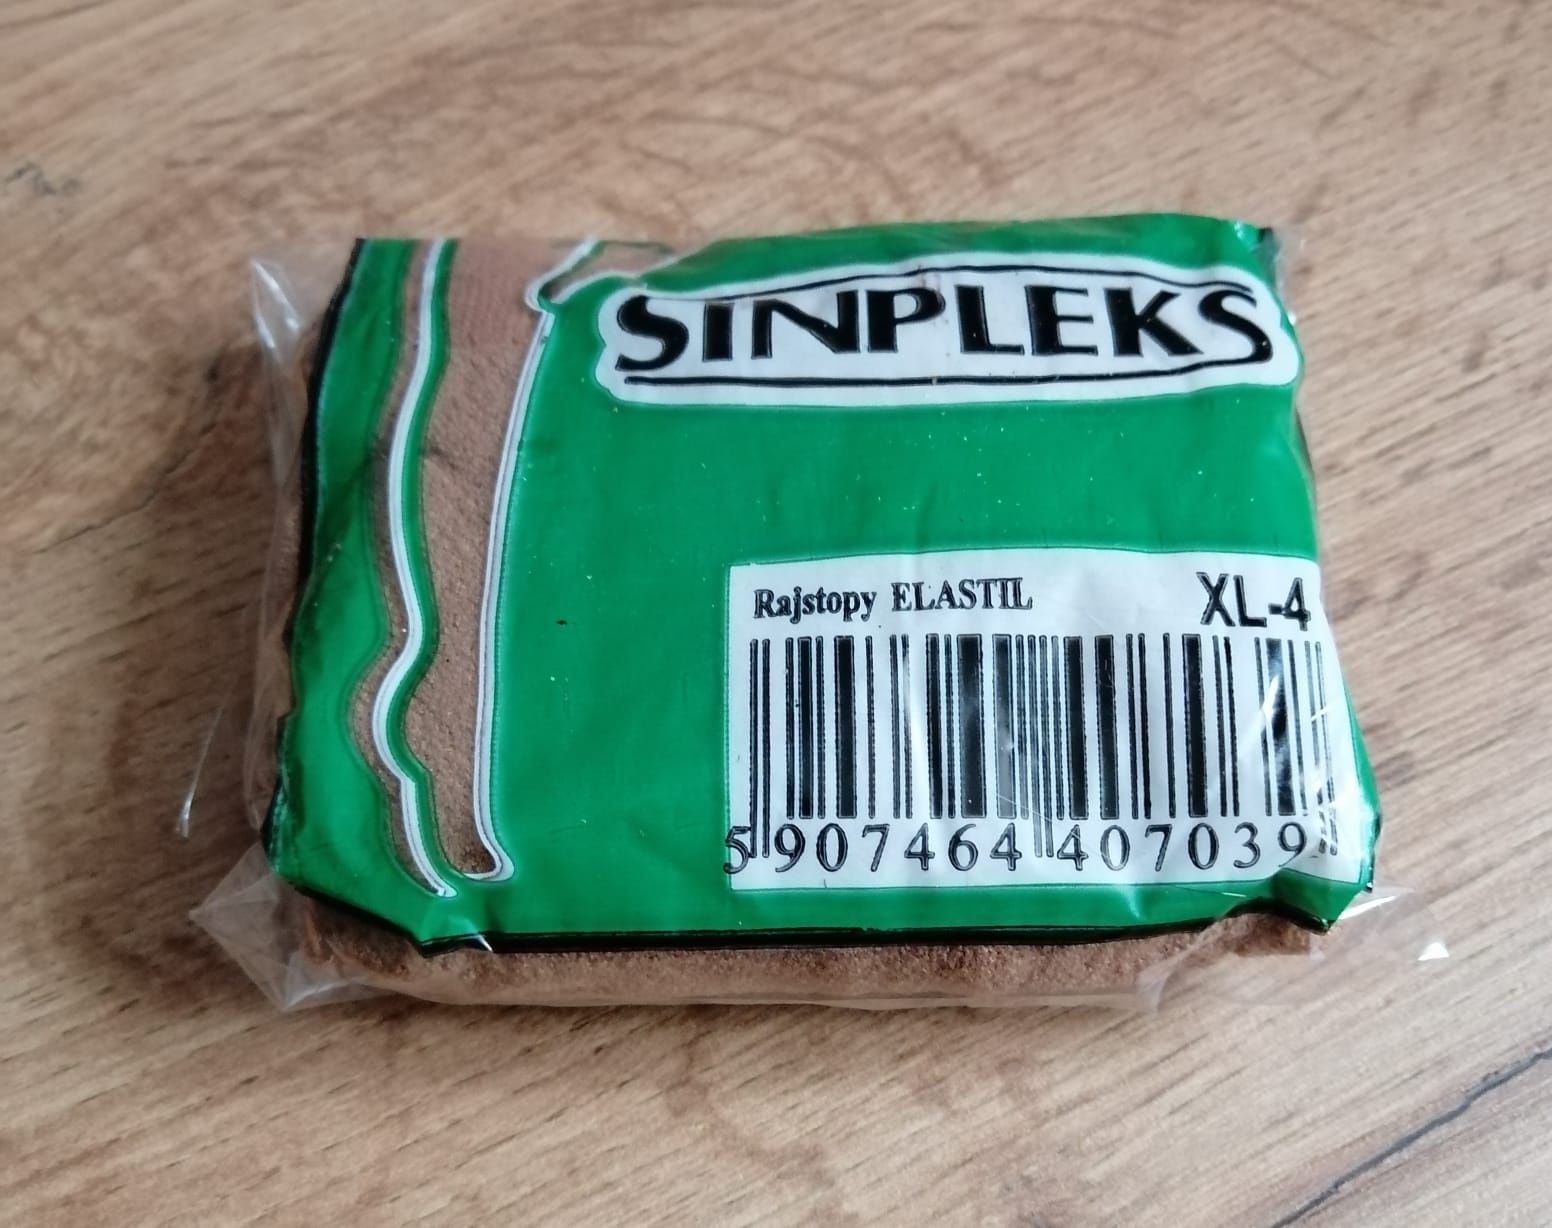 SINPLEKS
Rajstopy ELASTIL XL-4
5 907464 407039